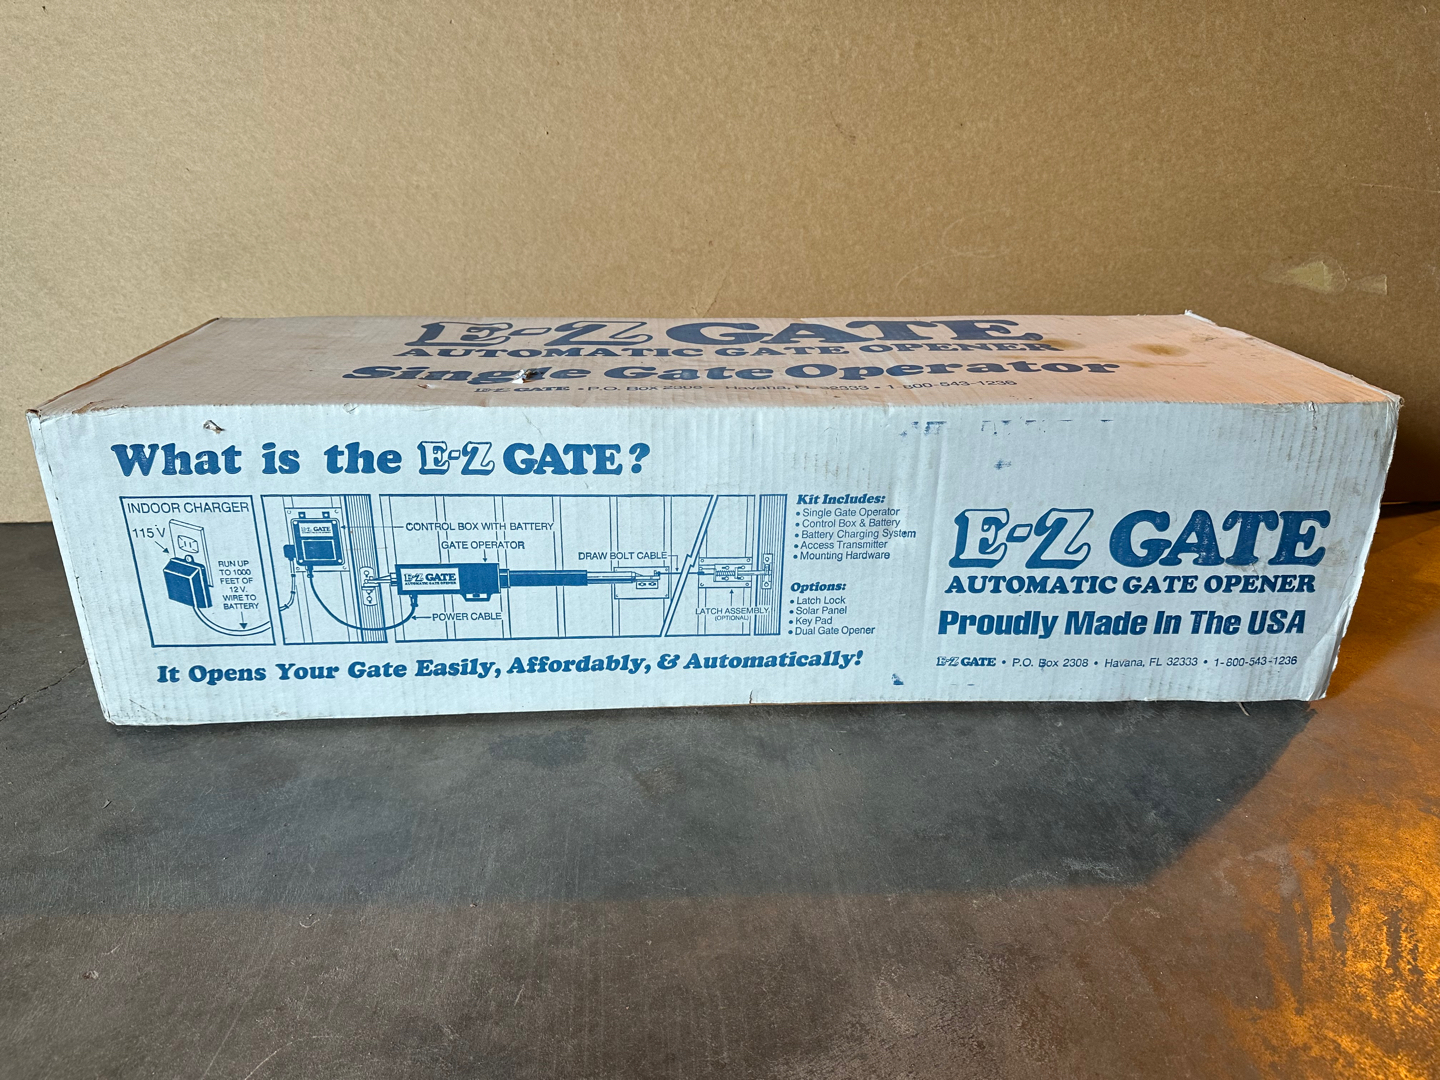 E-Z GATE
AUTOMATIC GATE OPENER
Single Gate Operator
E-Z GATE • P.O. Box 2308 • Havana, FL 32333 • 1-800-543-1236
What is the E-Z GATE?
INDOOR CHARGER
115 V
RUN UP
TO 1000
FEET OF
12 V.
WIRE TO
BATTERY
E-Z GATE
CONTROL BOX WITH BATTERY
GATE OPERATOR
E-Z GATE
AUTOMATIC GATE OPENER
POWER CABLE
DRAW BOLT CABLE
LATCH ASSEMBLY
(OPTIONAL)
Kit Includes:
• Single Gate Operator
• Control Box & Battery
• Battery Charging System
• Access Transmitter
• Mounting Hardware
Options:
• Latch Lock
• Solar Panel
• Key Pad
• Dual Gate Opener
It Opens Your Gate Easily, Affordably, & Automatically!
E-Z GATE
AUTOMATIC GATE OPENER
Proudly Made In The USA
E-Z GATE • P.O. Box 2308 • Havana, FL 32333 • 1-800-543-1236